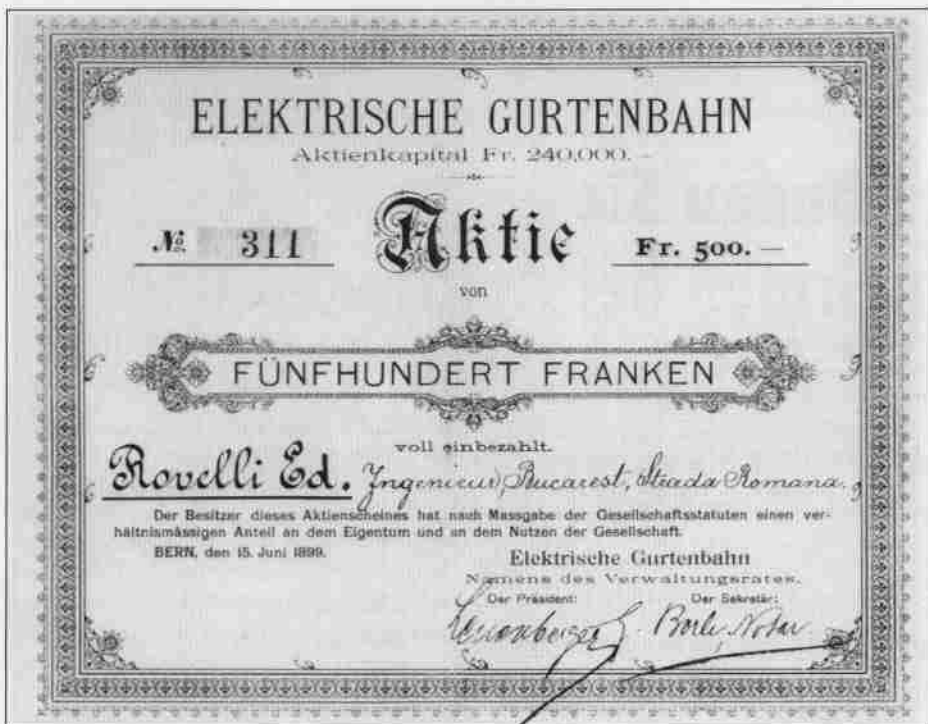 ELEKTRISCHE GURTENBAHN
Aktienkapital Fr. 240,000.–
№ 311 Aktie Fr. 500.—
von
FÜNFHUNDERT FRANKEN
voll einbezahlt.
Rovelli Ed. Ingenieur, Bucarest, Strada Romana.
Der Besitzer dieses Aktienscheines hat nach Massgabe der Gesellschaftsstatuten einen ver-
hältnismässigen Anteil an dem Eigentum und an dem Nutzen der Gesellschaft.
BERN, den 15. Juni 1899.
Elektrische Gurtenbahn
Namens des Verwaltungsrates.
Der Präsident: Der Sekretär:
Notar